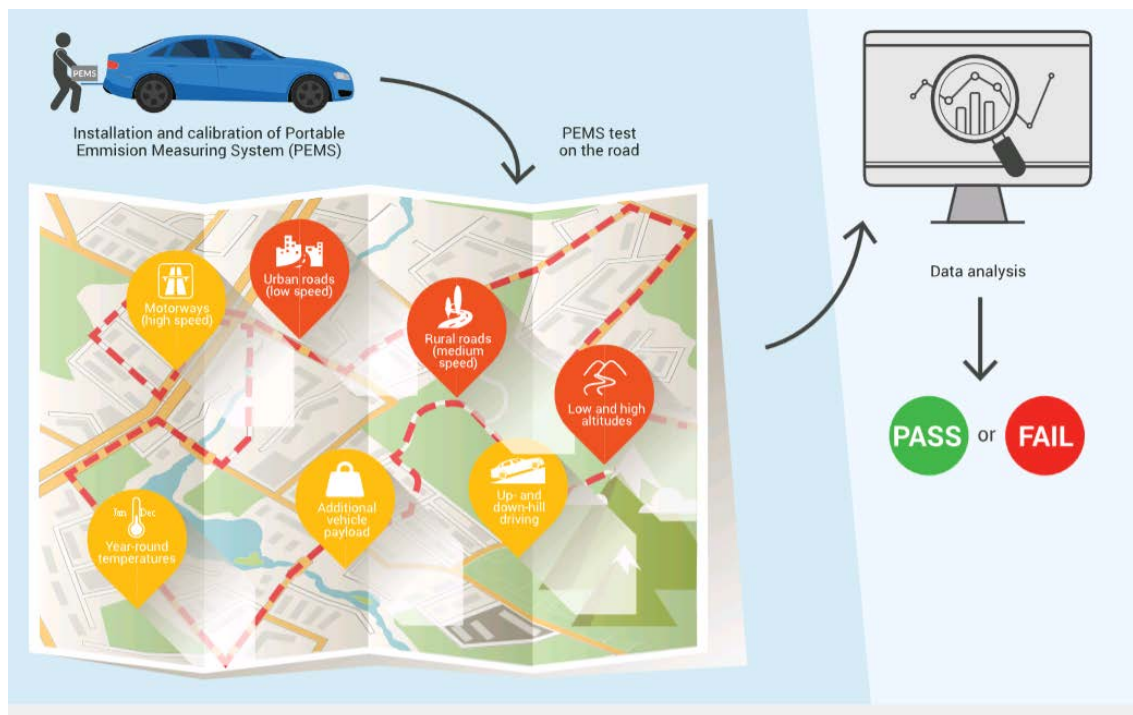 PEMS
Installation and calibration of Portable
Emmision Measuring System (PEMS)
PEMS test
on the road
Motorways
(high speed)
Urban roads
(low speed)
Rural roads
(medium
speed)
Low and high
altitudes
Year-round
temperatures
Additional
vehicle
payload
Up- and
down-hill
driving
Data analysis
PASS or FAIL